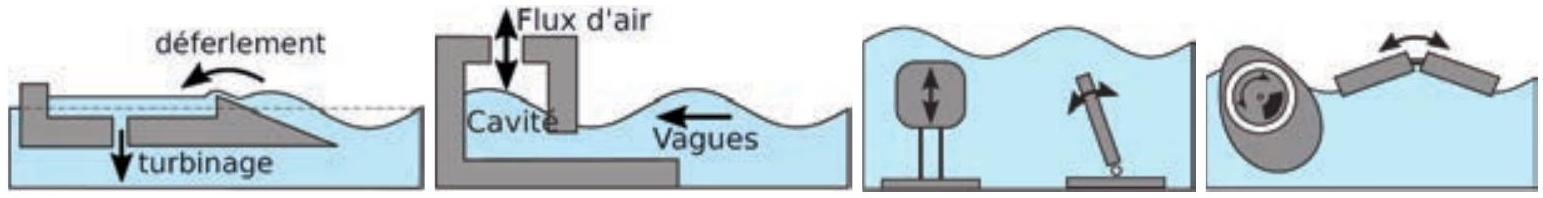 déferlement
turbinage
Flux d'air
Cavité
Vagues